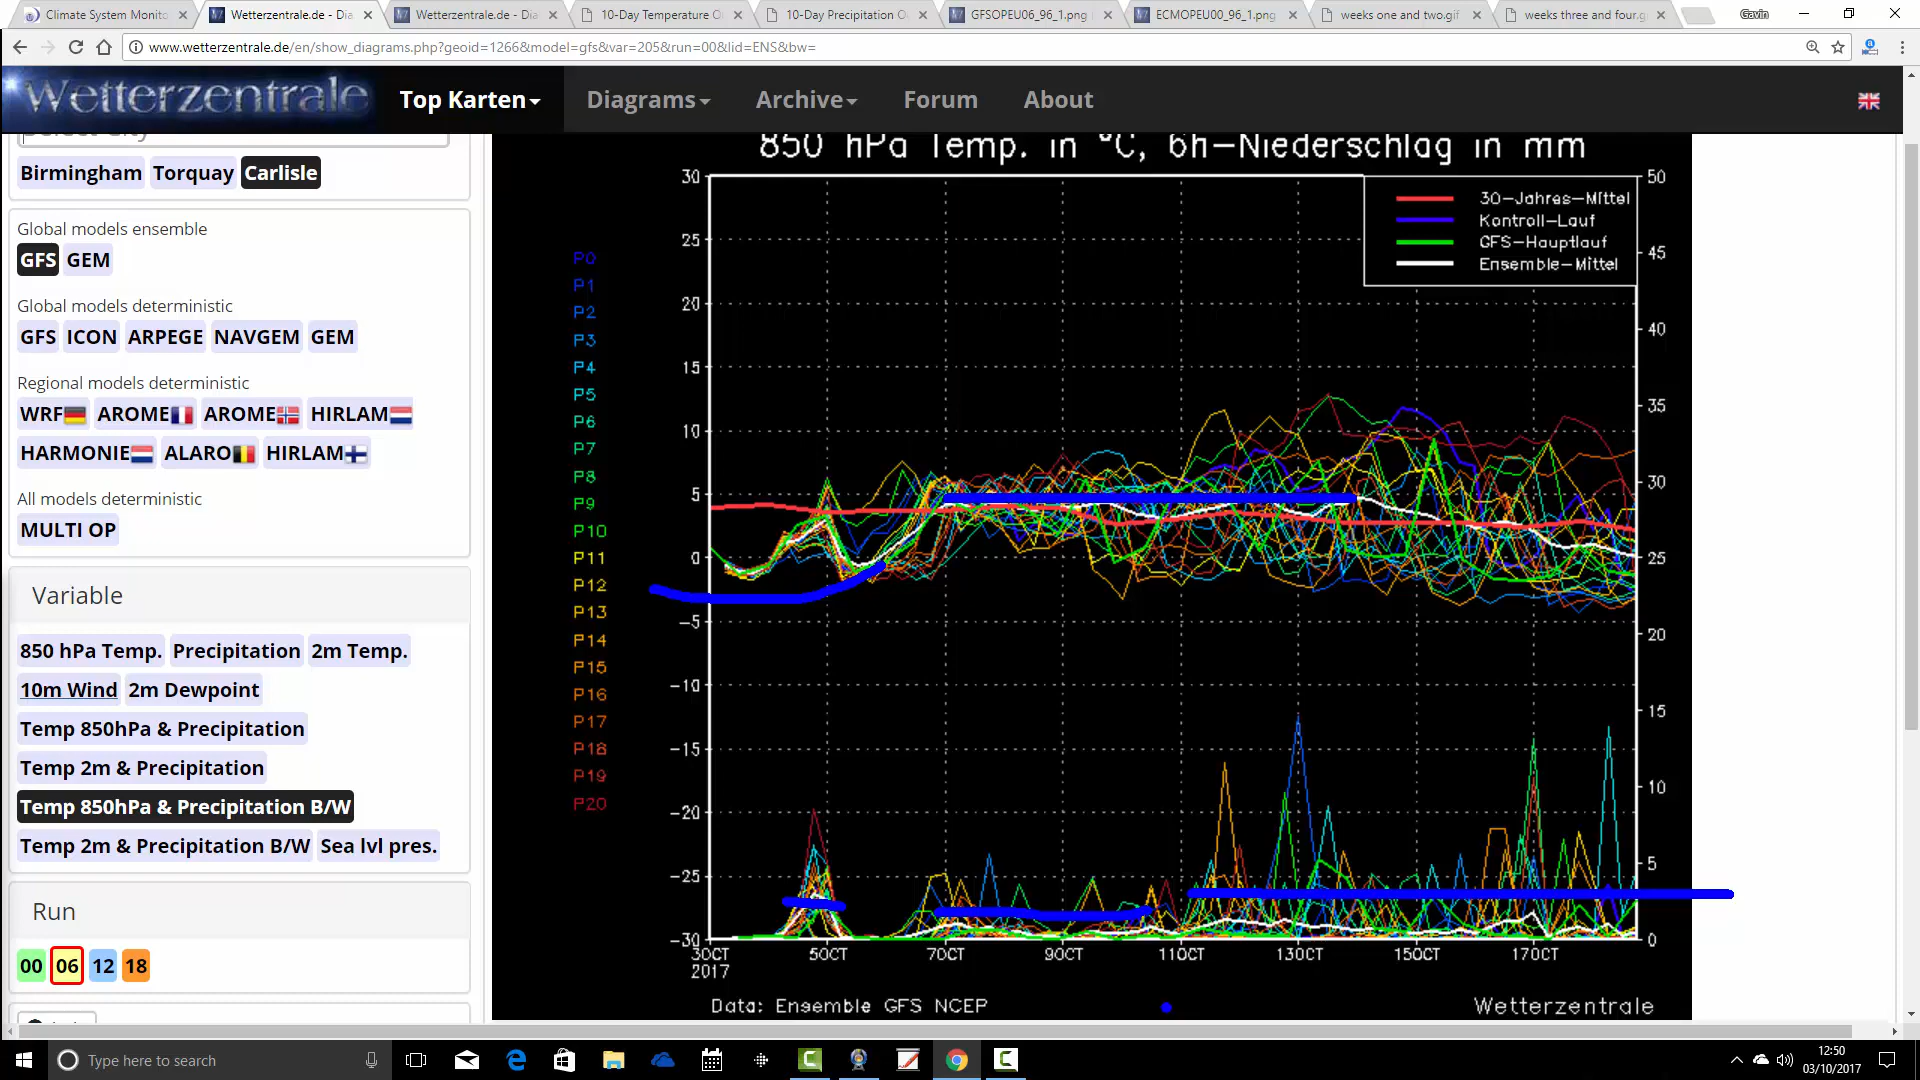 Climate System Monito
Wetterzentrale.de - Dia
Wetterzentrale.de - Dia
10-Day Temperature O
10-Day Precipitation O
GFSOPEU06_96_1.png (
ECMOPEU00_96_1.png
weeks one and two.gif
weeks three and four.g
Gavin
www.wetterzentrale.de/en/show_diagrams.php?geoid=1266&model=gfs&var=205&run=00&lid=ENS&bw=
Wetterzentrale
Top Karten
Diagrams
Archive
Forum
About
Select City
Birmingham Torquay Carlisle
Global models ensemble
GFS GEM
Global models deterministic
GFS ICON ARPEGE NAVGEM GEM
Regional models deterministic
WRF AROME AROME HIRLAM
HARMONIE ALARO HIRLAM
All models deterministic
MULTI OP
Variable
850 hPa Temp. Precipitation 2m Temp.
10m Wind 2m Dewpoint
Temp 850hPa & Precipitation
Temp 2m & Precipitation
Temp 850hPa & Precipitation B/W
Temp 2m & Precipitation B/W Sea lvl pres.
Run
00 06 12 18
850 hPa Temp. in °C, 6h-Niederschlag in mm
30-Jahres-Mittel
Kontroll-Lauf
GFS-Hauptlauf
Ensemble-Mittel
P0
P1
P2
P3
P4
P5
P6
P7
P8
P9
P10
P11
P12
P13
P14
P15
P16
P17
P18
P19
P20
30
25
20
15
10
5
0
-5
-10
-15
-20
-25
-30
50
45
40
35
30
25
20
15
10
5
0
3OCT 5OCT 7OCT 9OCT 11OCT 13OCT 15OCT 17OCT
2017
Data: Ensemble GFS NCEP
Wetterzentrale
Type here to search
12:50
03/10/2017